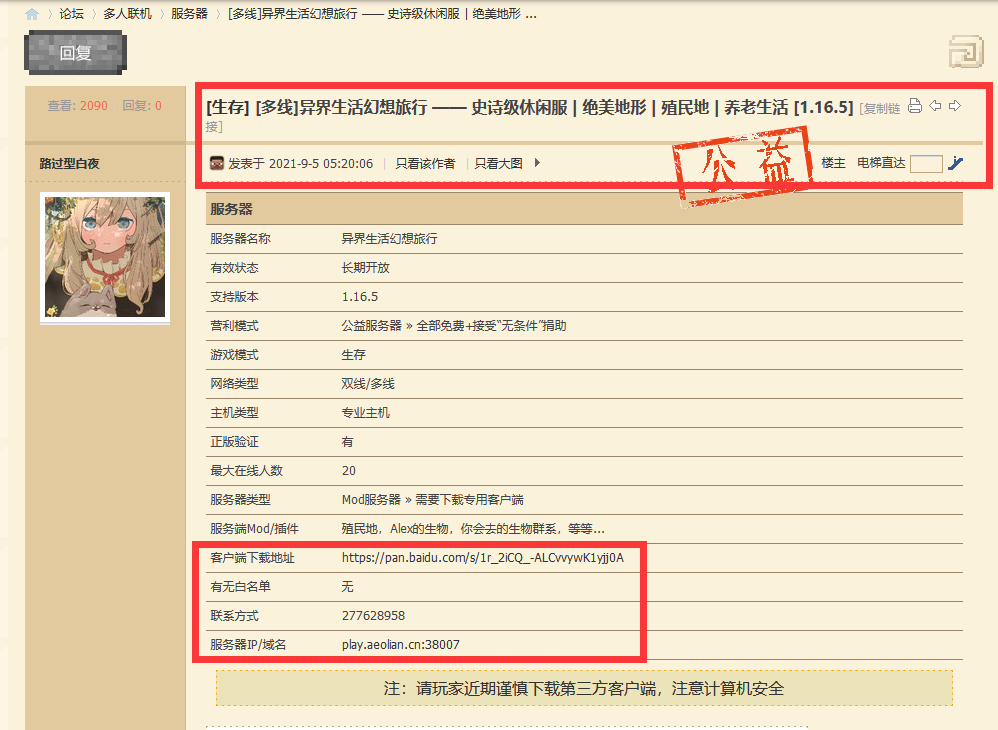 论坛 〉 多人联机 〉 服务器 〉 [多线]异界生活幻想旅行 —— 史诗级休闲服 | 绝美地形 ...
回复
查看: 2090 回复: 0
[生存] [多线]异界生活幻想旅行 —— 史诗级休闲服 | 绝美地形 | 殖民地 | 养老生活 [1.16.5] [复制链
接]
路过型白夜
发表于 2021-9-5 05:20:06 | 只看该作者 | 只看大图
公益
楼主 电梯直达
服务器
服务器名称 异界生活幻想旅行
有效状态 长期开放
支持版本 1.16.5
营利模式 公益服务器 » 全部免费+接受“无条件”捐助
游戏模式 生存
网络类型 双线/多线
主机类型 专业主机
正版验证 有
最大在线人数 20
服务器类型 Mod服务器 » 需要下载专用客户端
服务端Mod/插件 殖民地，Alex的生物，你会去的生物群系，等等...
客户端下载地址 https://pan.baidu.com/s/1r_2iCQ_-ALCvvywK1yjj0A
有无白名单 无
联系方式 277628958
服务器IP/域名 play.aeolian.cn:38007
注：请玩家近期谨慎下载第三方客户端，注意计算机安全